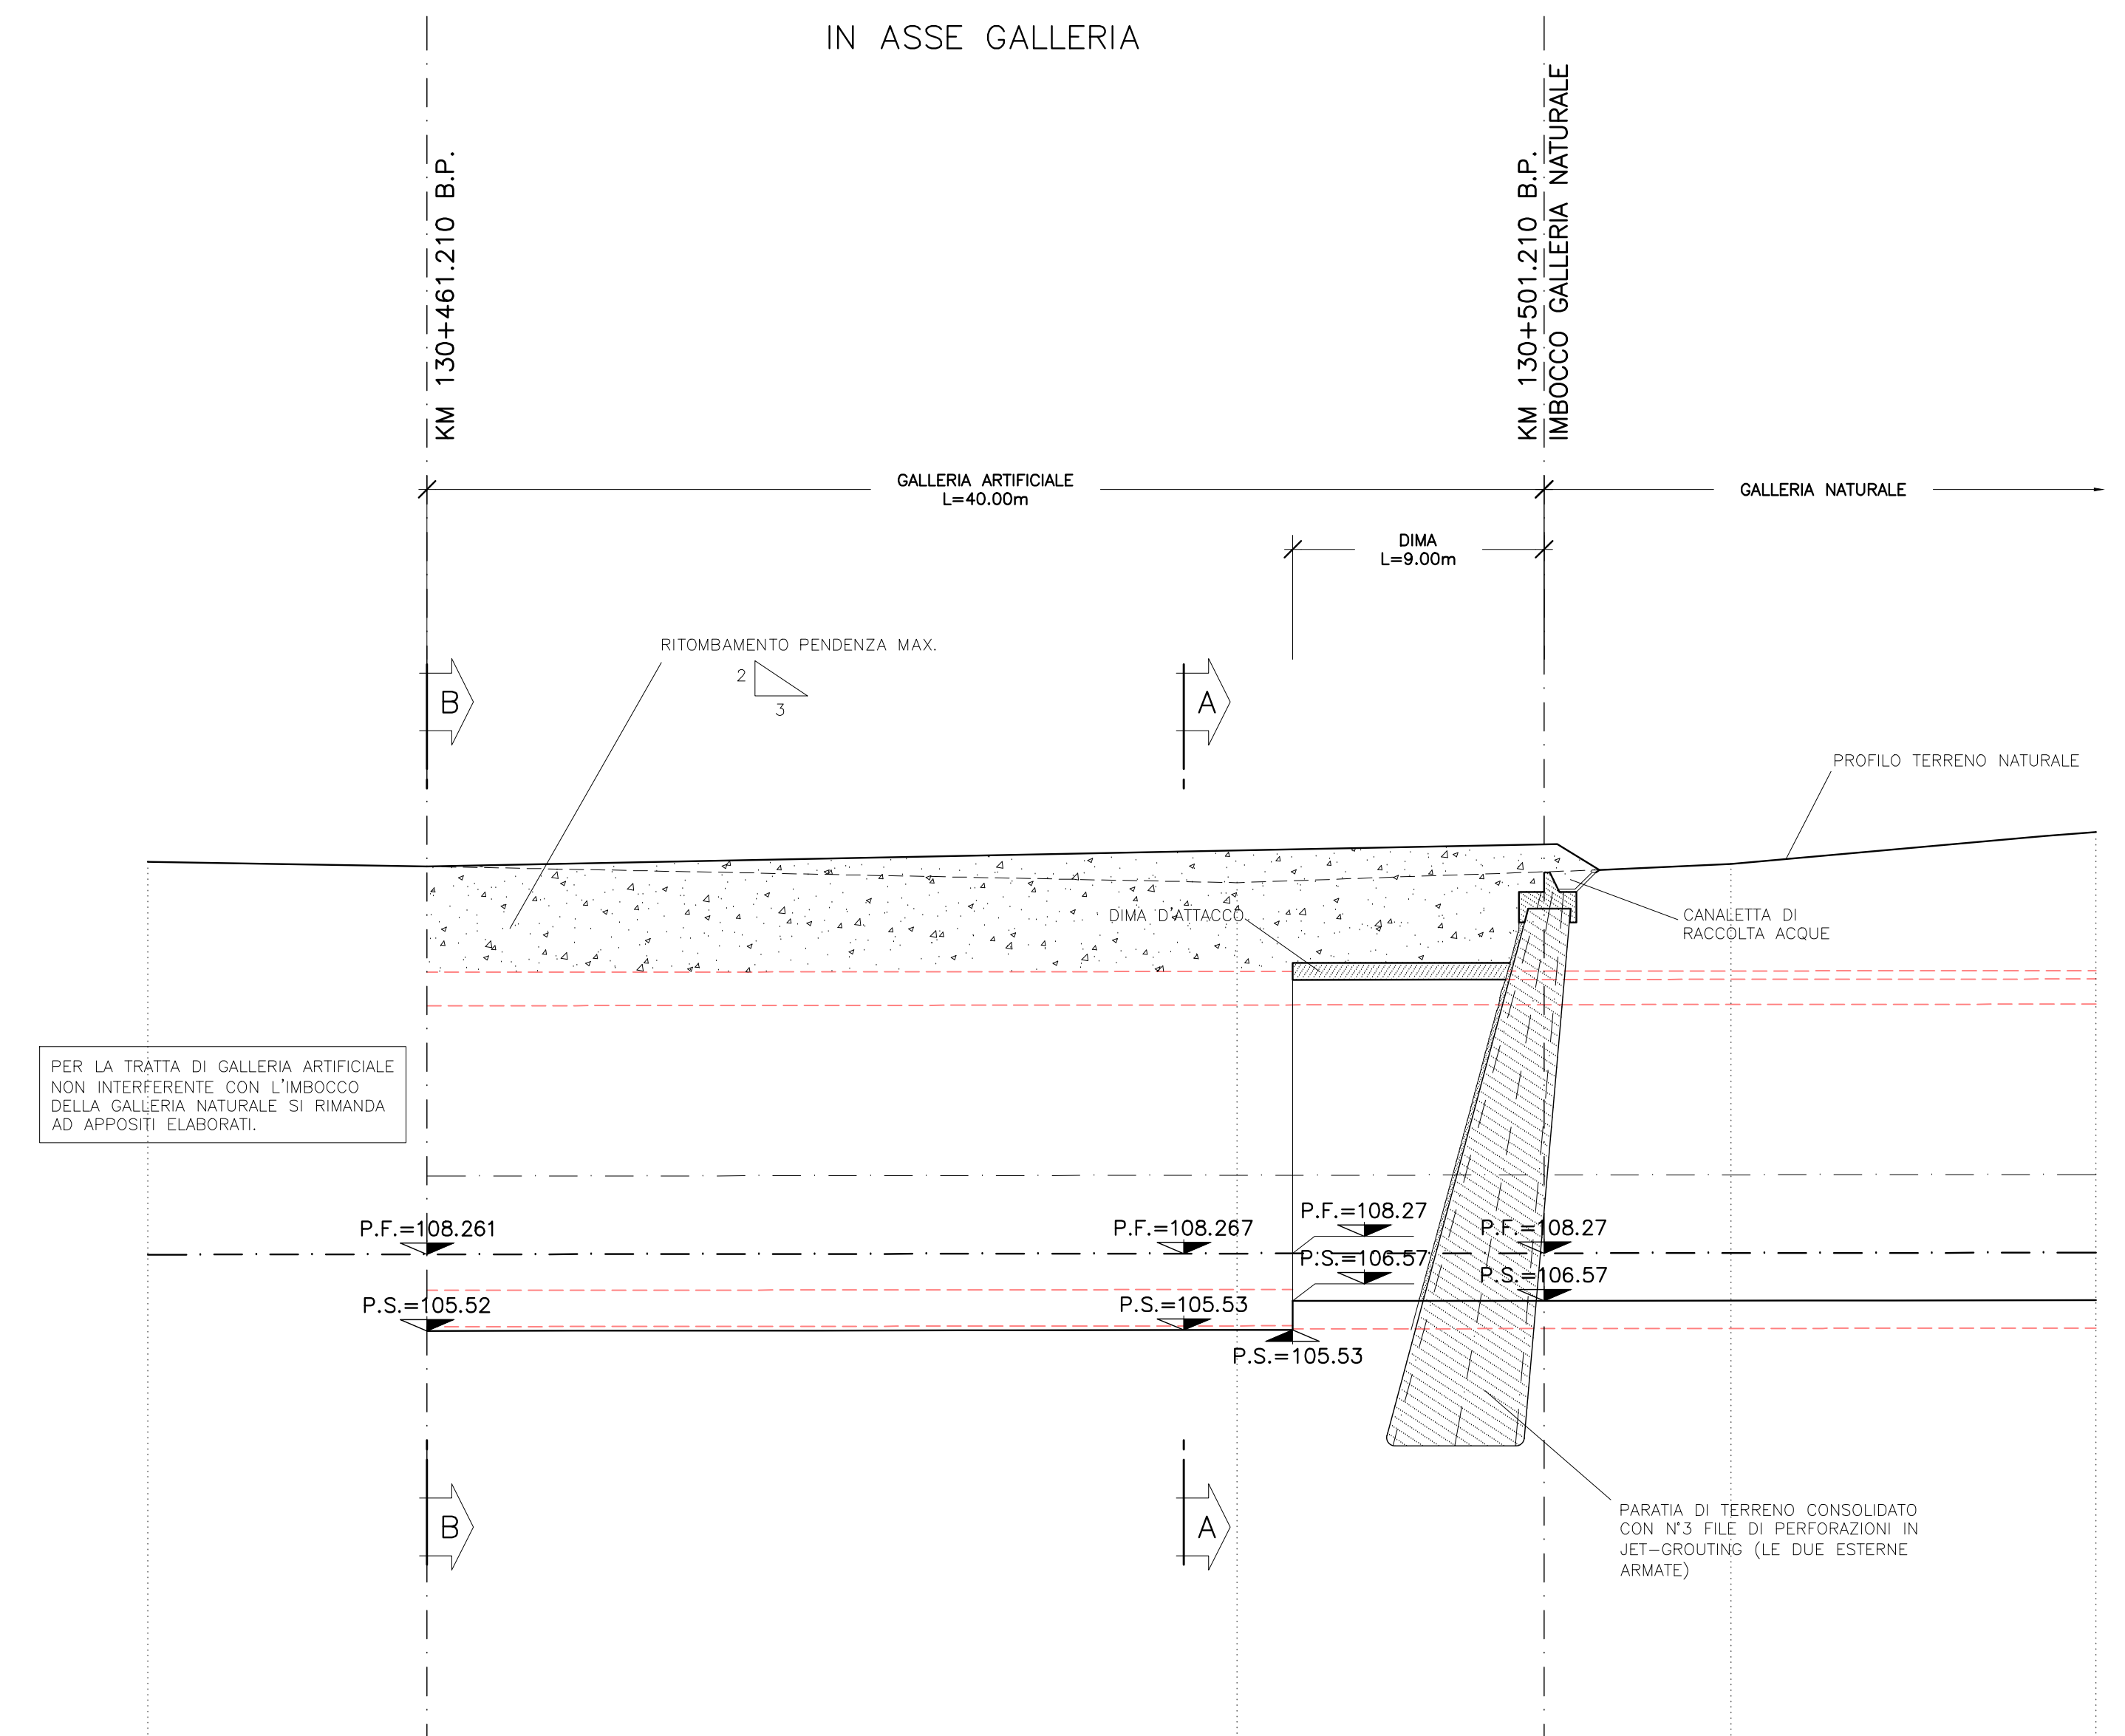 IN ASSE GALLERIA
KM 130+461.210 B.P.
KM 130+501.210 B.P.
IMBOCCO GALLERIA NATURALE
GALLERIA ARTIFICIALE
L=40.00m
GALLERIA NATURALE
DIMA
L=9.00m
RITOMBAMENTO PENDENZA MAX.
2
3
B
A
PROFILO TERRENO NATURALE
DIMA D'ATTACCO
CANALETTA DI
RACCOLTA ACQUE
PER LA TRATTA DI GALLERIA ARTIFICIALE
NON INTERFERENTE CON L'IMBOCCO
DELLA GALLERIA NATURALE SI RIMANDA
AD APPOSITI ELABORATI.
P.F.=108.261
P.F.=108.267
P.F.=108.27
P.F.=108.27
P.S.=106.57
P.S.=106.57
P.S.=105.52
P.S.=105.53
P.S.=105.53
B
A
PARATIA DI TERRENO CONSOLIDATO
CON N°3 FILE DI PERFORAZIONI IN
JET-GROUTING (LE DUE ESTERNE
ARMATE)